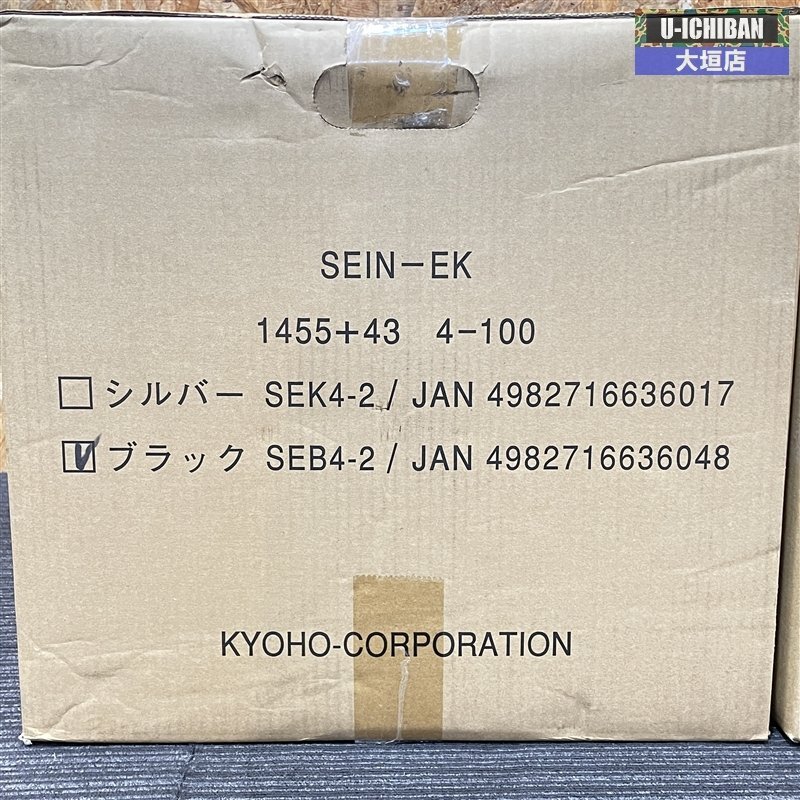 U-ICHIBAN
大垣店
SEIN-EK
1455+43 4-100
シルバー SEK4-2 / JAN 4982716636017
ブラック SEB4-2 / JAN 4982716636048
KYOHO-CORPORATION